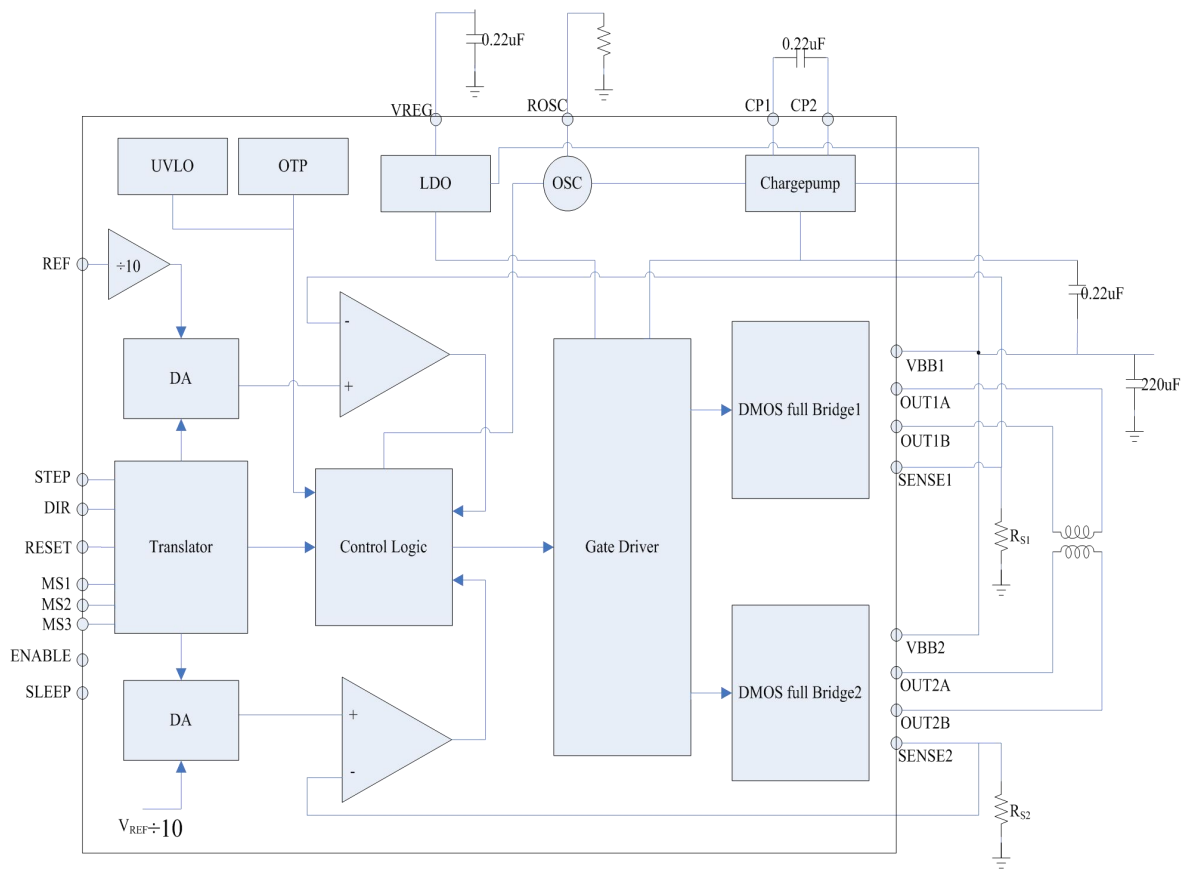 0.22uF
0.22uF
VREG
ROSC
CP1
CP2
UVLO
OTP
LDO
OSC
Chargepump
REF
÷10
0.22uF
-
+
DA
DMOS full Bridge1
VBB1
220uF
OUT1A
OUT1B
SENSE1
STEP
DIR
RESET
MS1
MS2
MS3
ENABLE
SLEEP
Translator
Control Logic
Gate Driver
RS1
VBB2
DMOS full Bridge2
OUT2A
OUT2B
SENSE2
DA
+
-
VREF÷10
RS2